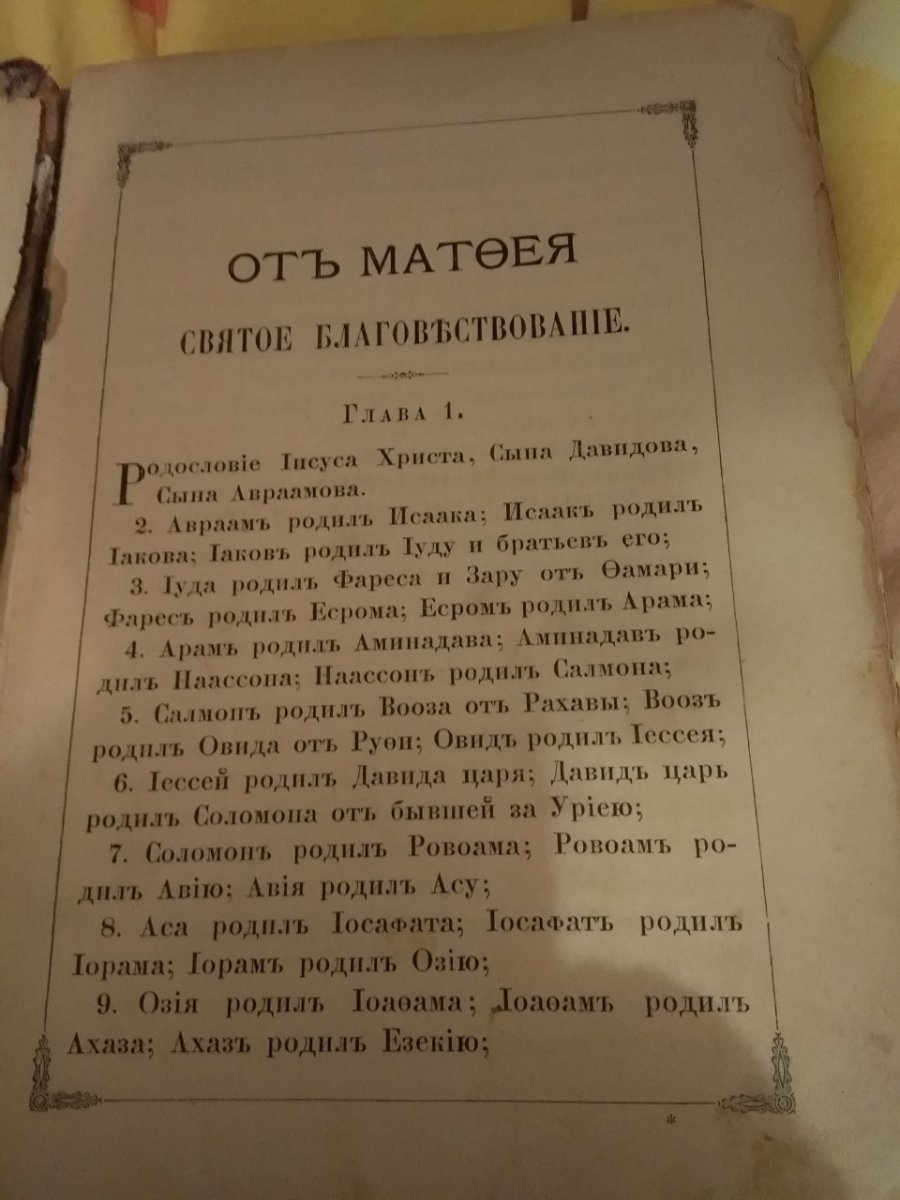 ОТЪ МАТѲЕЯ
СВЯТОЕ БЛАГОВѢСТВОВАНІЕ.
ГЛАВА 1.
Родословіе Іисуса Христа, Сына Давидова,
Сына Авраамова.
2. Авраамъ родилъ Исаака; Исаакъ родилъ
Іакова; Іаковъ родилъ Іуду и братьевъ его;
3. Іуда родилъ Фареса и Зару отъ Ѳамари;
Фаресъ родилъ Есрома; Есромъ родилъ Арама;
4. Арамъ родилъ Аминадава; Аминадавъ ро-
дилъ Наассона; Наассонъ родилъ Салмона;
5. Салмонъ родилъ Вооза отъ Рахавы; Воозъ
родилъ Овида отъ Руѳи; Овидъ родилъ Іессея;
6. Іессей родилъ Давида царя; Давидъ царь
родилъ Соломона отъ бывшей за Уріею;
7. Соломонъ родилъ Ровоама; Ровоамъ ро-
дилъ Авію; Авія родилъ Асу;
8. Аса родилъ Іосафата; Іосафатъ родилъ
Іорама; Іорамъ родилъ Озію;
9. Озія родилъ Іоаѳама; Іоаѳамъ родилъ
Ахаза; Ахазъ родилъ Езекію;
*